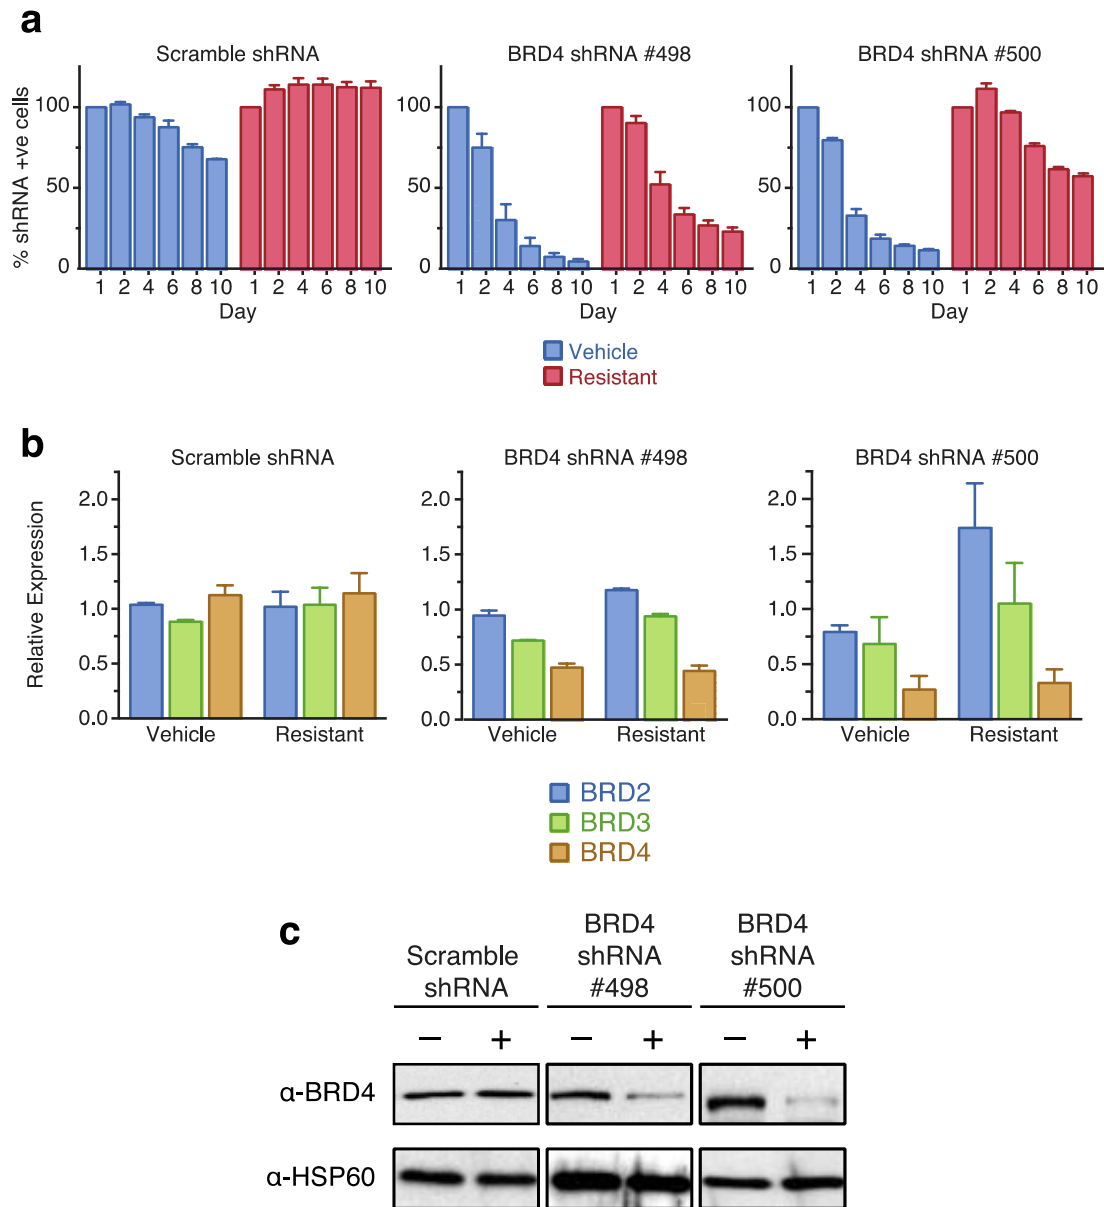 a
Scramble shRNA
BRD4 shRNA #498
BRD4 shRNA #500
% shRNA +ve cells
100
50
0
100
50
0
100
50
0
1 2 4 6 8 10 1 2 4 6 8 10
1 2 4 6 8 10 1 2 4 6 8 10
1 2 4 6 8 10 1 2 4 6 8 10
Day
Day
Day
Vehicle
Resistant
b
Scramble shRNA
BRD4 shRNA #498
BRD4 shRNA #500
Relative Expression
2.0
1.5
1.0
0.5
0.0
2.0
1.5
1.0
0.5
0.0
2.0
1.5
1.0
0.5
0.0
Vehicle Resistant
Vehicle Resistant
Vehicle Resistant
BRD2
BRD3
BRD4
c
Scramble
shRNA
BRD4
shRNA
#498
BRD4
shRNA
#500
– + – + – +
α-BRD4
α-HSP60